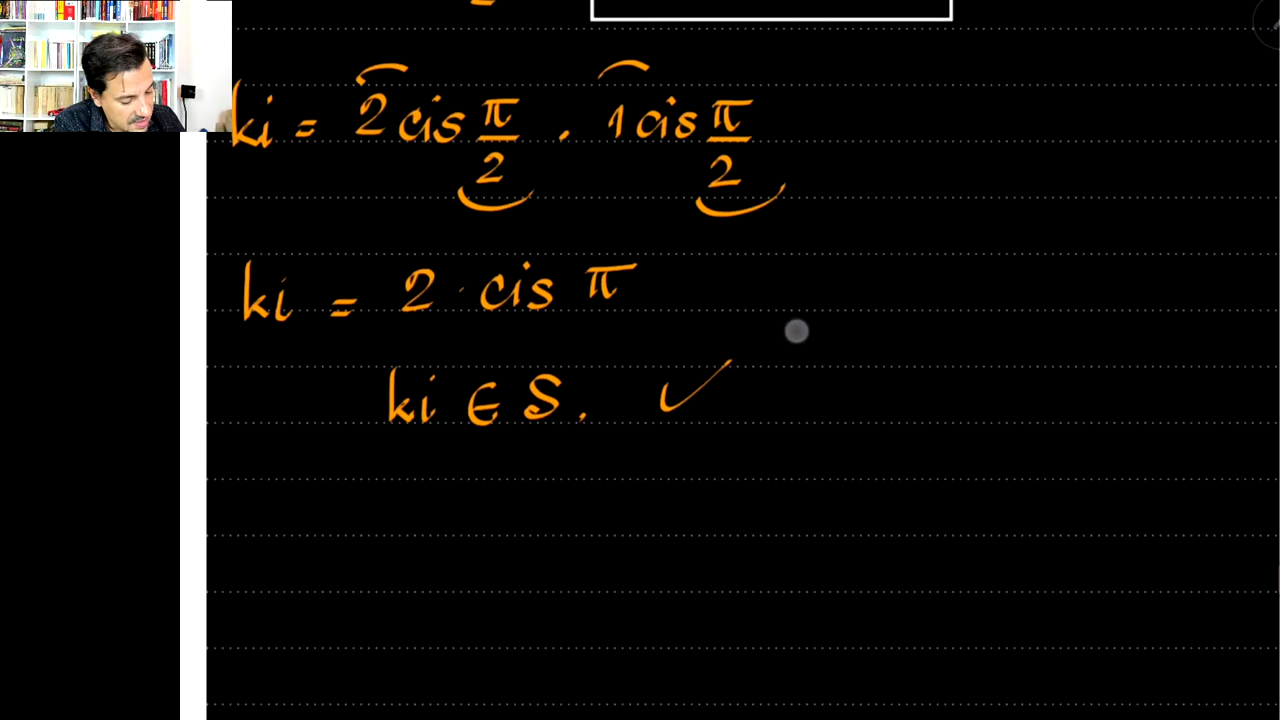 ki = 2 cis π/2 . 1 cis π/2
ki = 2 · cis π
ki ∈ S. ✓